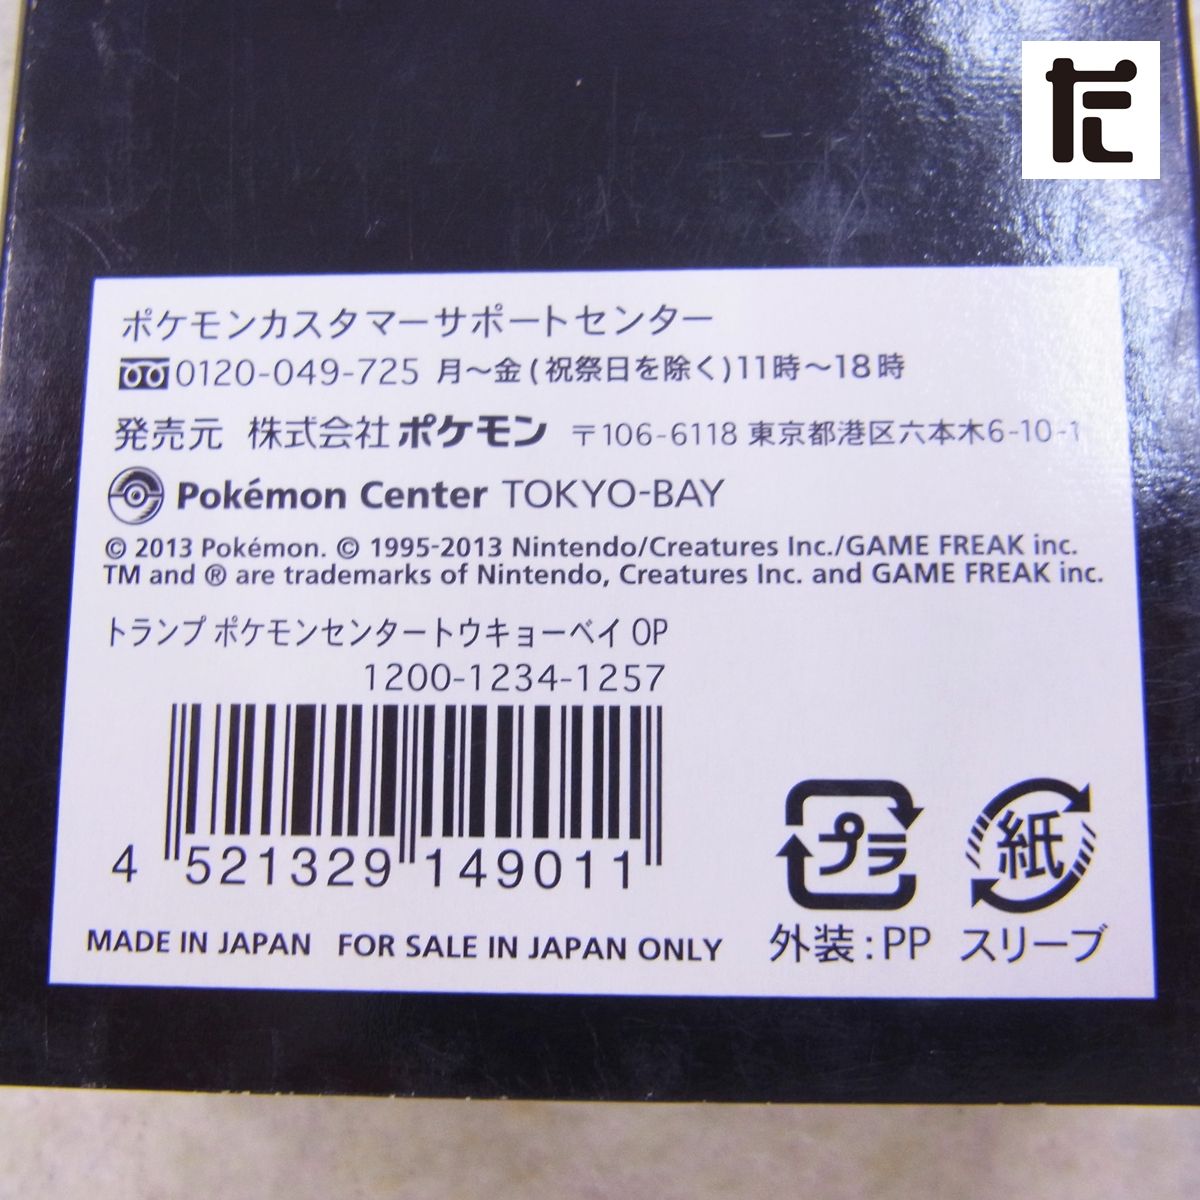 ポケモンカスタマーサポートセンター
0120-049-725 月～金(祝祭日を除く)11時～18時
発売元 株式会社ポケモン 〒106-6118 東京都港区六本木6-10-1
Pokémon Center TOKYO-BAY
© 2013 Pokémon. © 1995-2013 Nintendo/Creatures Inc./GAME FREAK inc.
TM and ® are trademarks of Nintendo, Creatures Inc. and GAME FREAK inc.
トランプ ポケモンセンタートウキョーベイ OP
1200-1234-1257
4 521329 149011
プラ 紙
外装:PP スリーブ
MADE IN JAPAN FOR SALE IN JAPAN ONLY